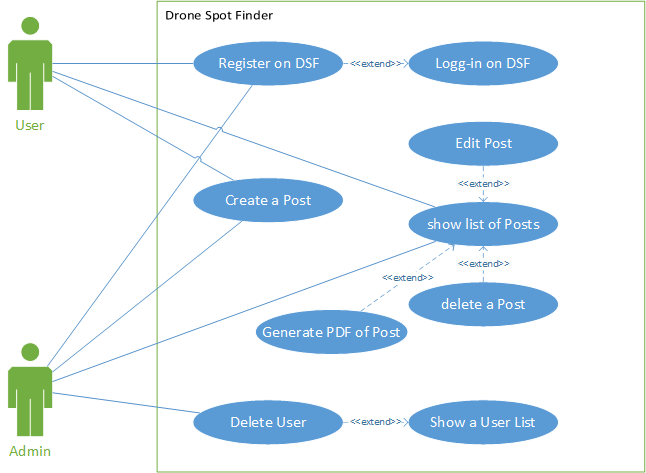 Drone Spot Finder
Register on DSF
<<extend>>
Logg-in on DSF
User
Edit Post
<<extend>>
Create a Post
show list of Posts
<<extend>>
<<extend>>
delete a Post
Generate PDF of Post
Delete User
<<extend>>
Show a User List
Admin